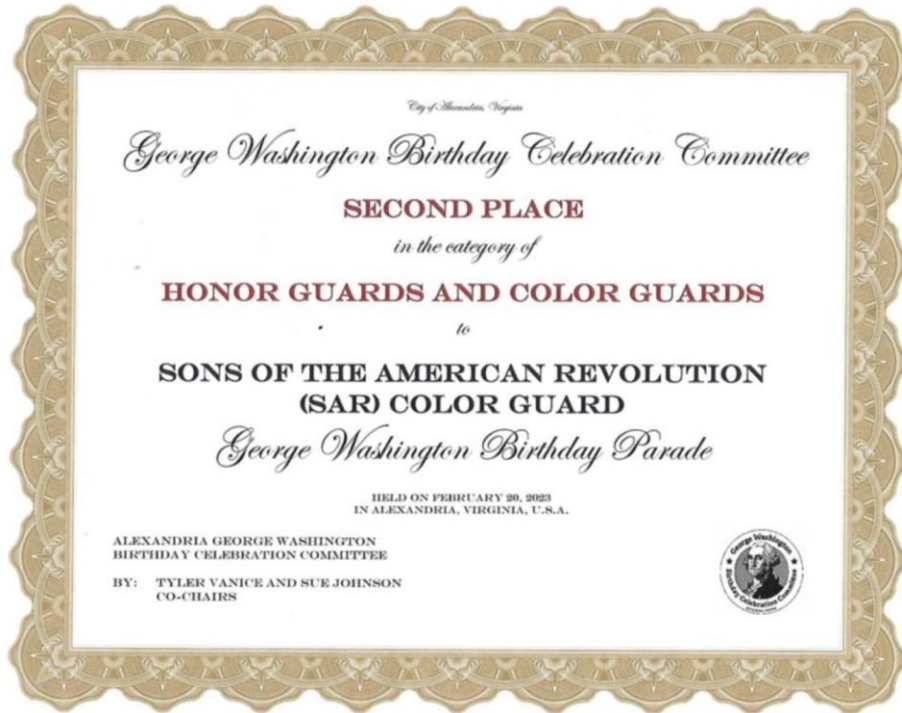 City of Alexandria, Virginia
George Washington Birthday Celebration Committee
SECOND PLACE
in the category of
HONOR GUARDS AND COLOR GUARDS
to
SONS OF THE AMERICAN REVOLUTION
(SAR) COLOR GUARD
George Washington Birthday Parade
HELD ON FEBRUARY 20, 2023
IN ALEXANDRIA, VIRGINIA, U.S.A.
ALEXANDRIA GEORGE WASHINGTON
BIRTHDAY CELEBRATION COMMITTEE
BY: TYLER VANICE AND SUE JOHNSON
CO-CHAIRS
George Washington
Birthday Celebration Committee